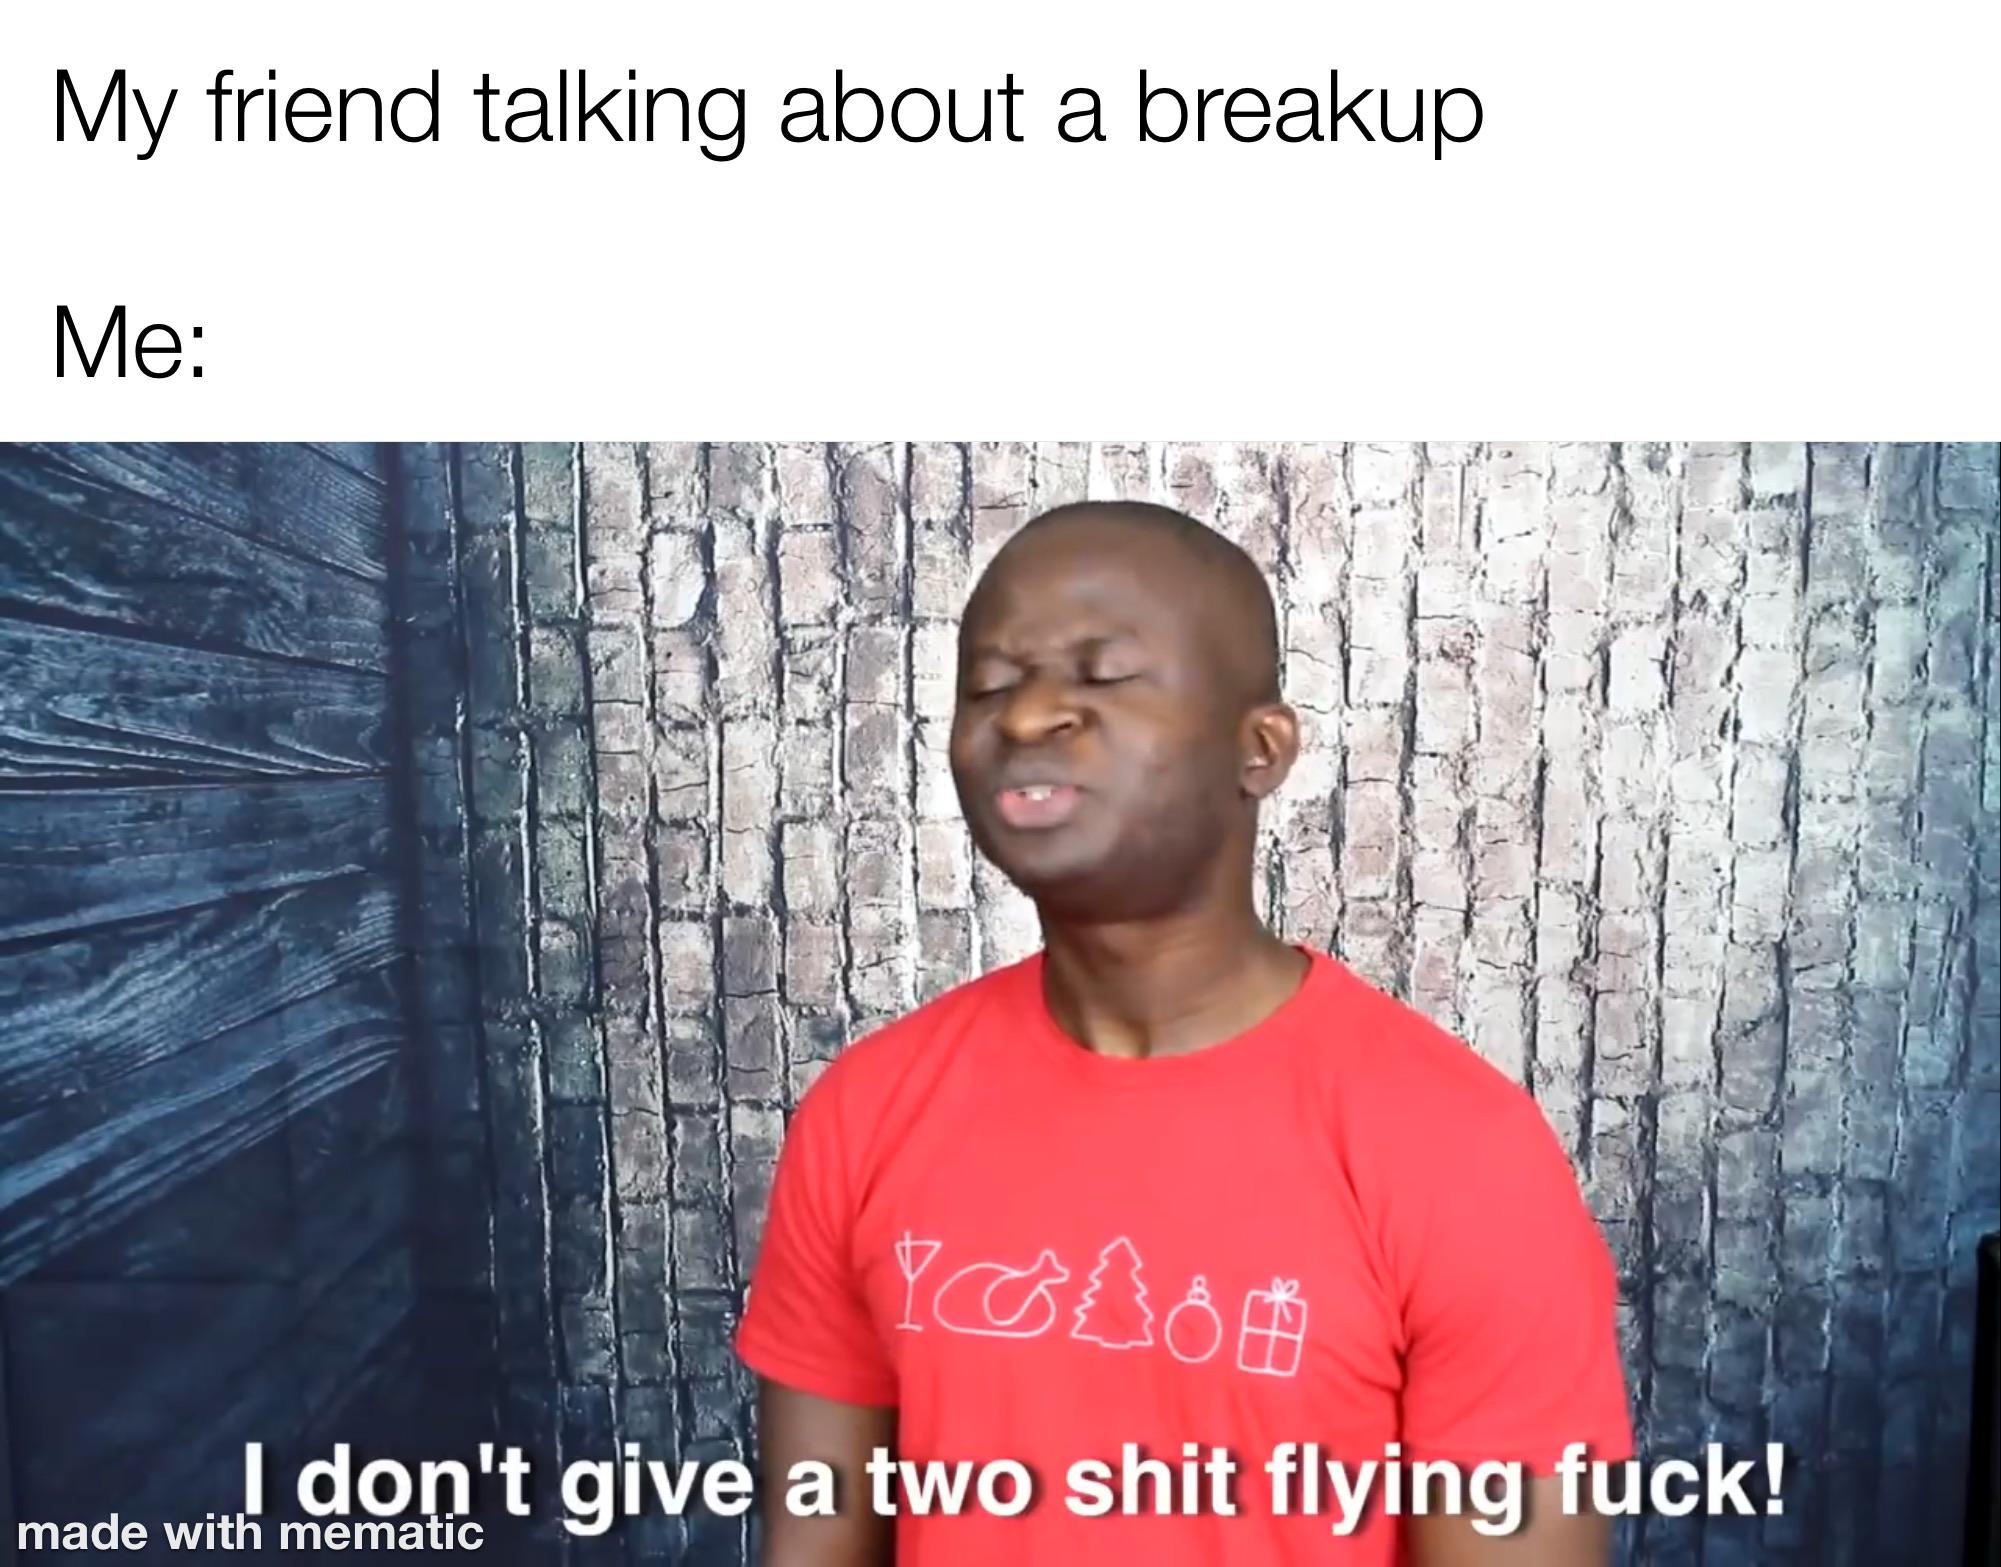 My friend talking about a breakup
Me:
I don't give a two shit flying fuck!
made with mematic